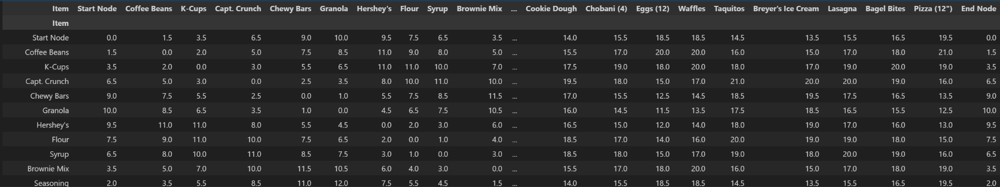 Item Start Node Coffee Beans K-Cups Capt. Crunch Chewy Bars Granola Hershey's Flour Syrup Brownie Mix ... Cookie Dough Chobani (4) Eggs (12) Waffles Taquitos Breyer's Ice Cream Lasagna Bagel Bites Pizza (12") End Node
Item
Start Node 0.0 1.5 3.5 6.5 9.0 10.0 9.5 7.5 6.5 3.5 ... 14.0 15.5 18.5 18.5 14.5 13.5 15.5 16.5 19.5 0.0
Coffee Beans 1.5 0.0 2.0 5.0 7.5 8.5 11.0 9.0 8.0 5.0 ... 15.5 17.0 20.0 20.0 16.0 15.0 17.0 18.0 21.0 1.5
K-Cups 3.5 2.0 0.0 3.0 5.5 6.5 11.0 11.0 10.0 7.0 ... 17.5 19.0 18.0 20.0 18.0 17.0 19.0 20.0 19.0 3.5
Capt. Crunch 6.5 5.0 3.0 0.0 2.5 3.5 8.0 10.0 11.0 10.0 ... 19.5 18.0 15.0 17.0 21.0 20.0 20.0 19.0 16.0 6.5
Chewy Bars 9.0 7.5 5.5 2.5 0.0 1.0 5.5 7.5 8.5 11.5 ... 17.0 15.5 12.5 14.5 18.5 19.5 17.5 16.5 13.5 9.0
Granola 10.0 8.5 6.5 3.5 1.0 0.0 4.5 6.5 7.5 10.5 ... 16.0 14.5 11.5 13.5 17.5 18.5 16.5 15.5 12.5 10.0
Hershey's 9.5 11.0 11.0 8.0 5.5 4.5 0.0 2.0 3.0 6.0 ... 16.5 15.0 12.0 14.0 18.0 19.0 17.0 16.0 13.0 9.5
Flour 7.5 9.0 11.0 10.0 7.5 6.5 2.0 0.0 1.0 4.0 ... 18.5 17.0 14.0 16.0 20.0 19.0 19.0 18.0 15.0 7.5
Syrup 6.5 8.0 10.0 11.0 8.5 7.5 3.0 1.0 0.0 3.0 ... 18.5 18.0 15.0 17.0 19.0 18.0 20.0 19.0 16.0 6.5
Brownie Mix 3.5 5.0 7.0 10.0 11.5 10.5 6.0 4.0 3.0 0.0 ... 15.5 17.0 18.0 20.0 16.0 15.0 17.0 18.0 19.0 3.5
Seasoning 2.0 3.5 5.5 8.5 11.0 12.0 7.5 5.5 4.5 1.5 ... 14.0 15.5 18.5 18.5 14.5 13.5 15.5 16.5 19.5 2.0